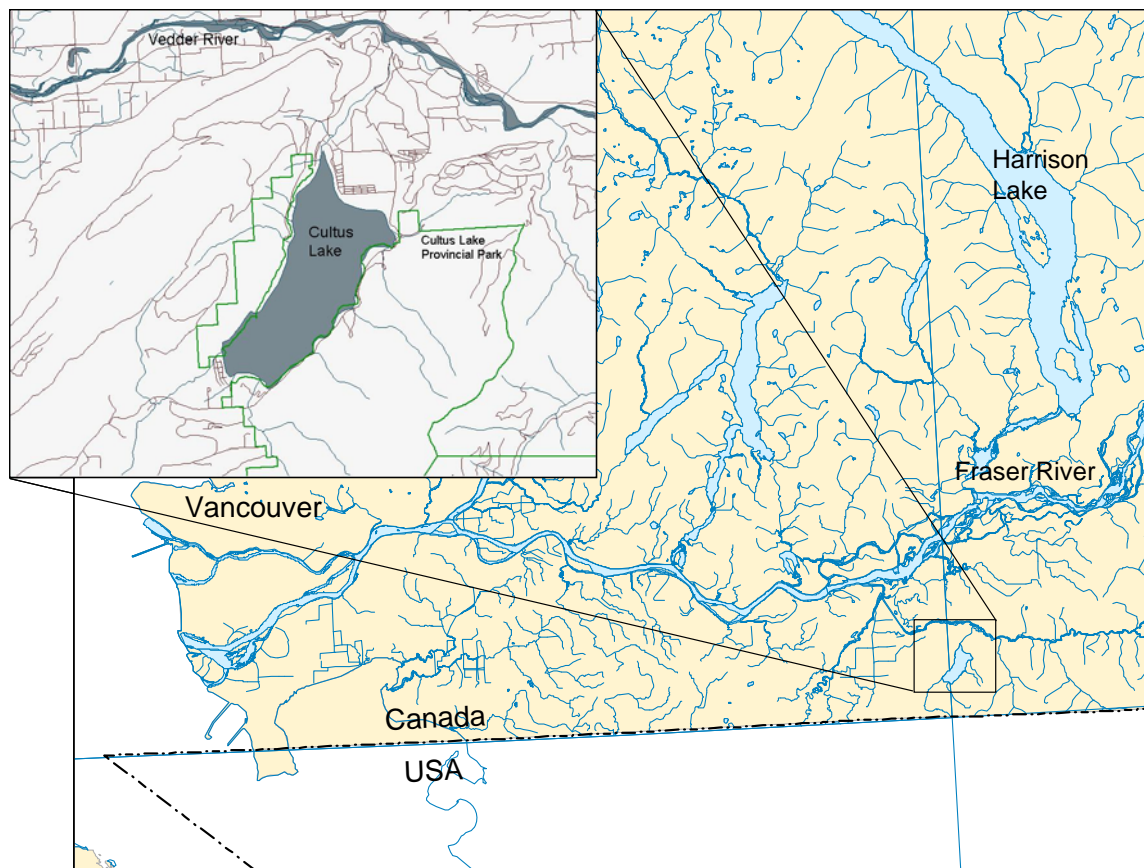 Vedder River
Cultus
Lake
Cultus Lake
Provincial Park
Harrison
Lake
Fraser River
Vancouver
Canada
USA